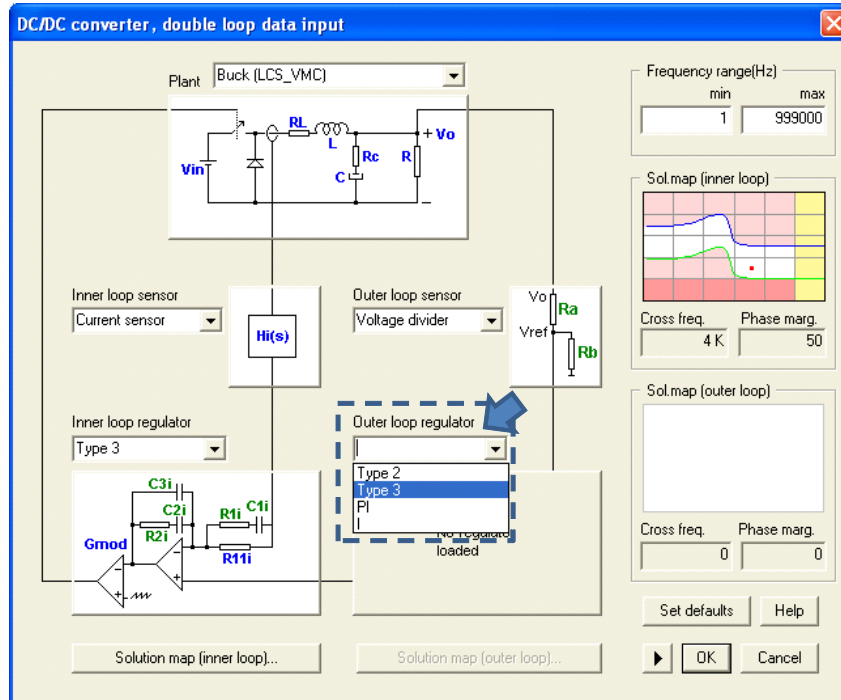 DC/DC converter, double loop data input
Plant
Buck (LCS_VMC)
RL
L
+ Vo
Vin
Rc
R
C
Inner loop sensor
Current sensor
Hi(s)
Outer loop sensor
Voltage divider
Vo
Ra
Vref
Rb
Inner loop regulator
Type 3
C3i
C2i
R2i
R1i
C1i
R11i
Gmod
Outer loop regulator
Type 2
Type 3
PI
I
No regulate
loaded
Solution map (inner loop)...
Solution map (outer loop)...
Frequency range(Hz)
min
max
1
999000
Sol.map (inner loop)
Cross freq.
Phase marg.
4 K
50
Sol.map (outer loop)
Cross freq.
Phase marg.
0
0
Set defaults
Help
OK
Cancel